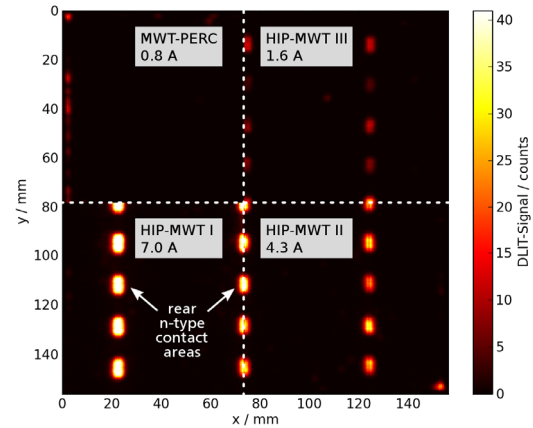 0
20
40
60
80
100
120
140
y / mm
0
20
40
60
80
100
120
140
x / mm
MWT-PERC
0.8 A
HIP-MWT III
1.6 A
HIP-MWT I
7.0 A
HIP-MWT II
4.3 A
rear
n-type
contact
areas
40
35
30
25
20
15
10
5
0
DLIT-Signal / counts